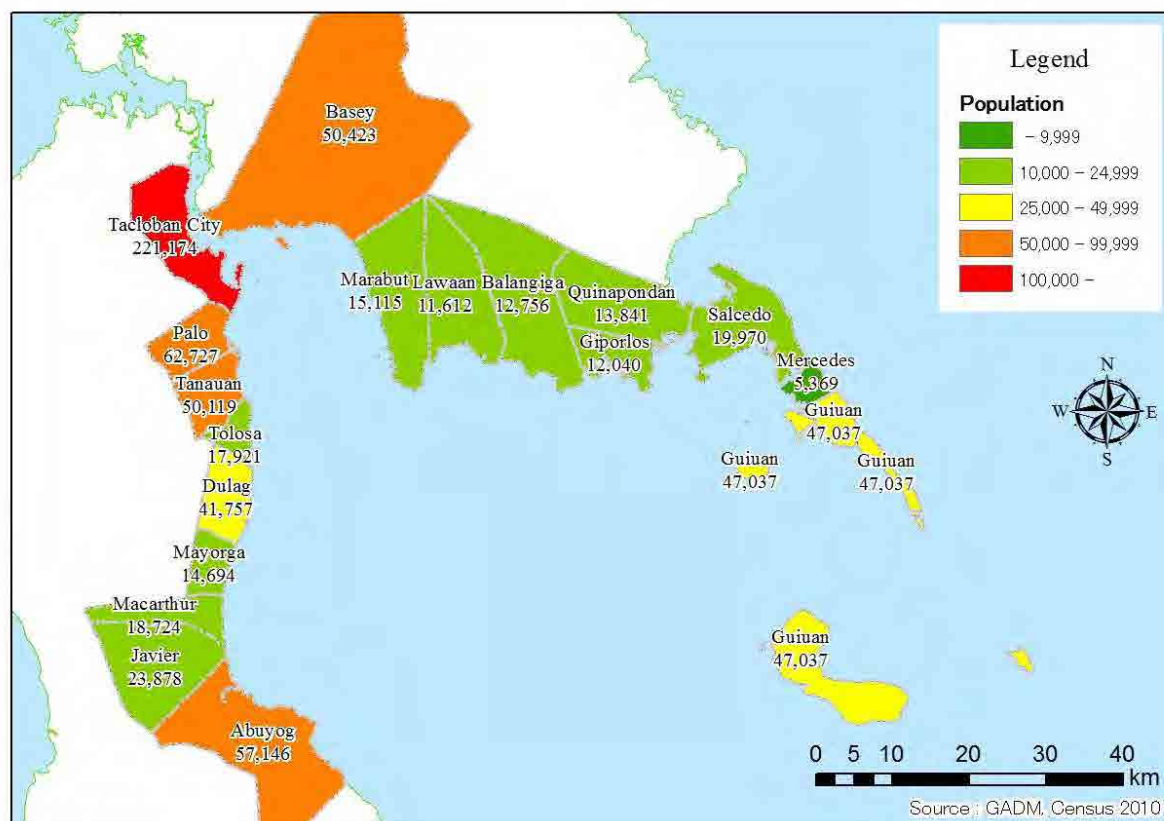 Legend
Population
– 9,999
10,000 – 24,999
25,000 – 49,999
50,000 – 99,999
100,000 –
Basey
50,423
Tacloban City
221,174
Marabut
15,115
Lawaan
11,612
Balangiga
12,756
Quinapondan
13,841
Giporlos
12,040
Salcedo
19,970
Mercedes
5,369
Guiuan
47,037
Guiuan
47,037
Guiuan
47,037
Guiuan
47,037
Palo
62,727
Tanauan
50,119
Tolosa
17,921
Dulag
41,757
Mayorga
14,694
Macarthur
18,724
Javier
23,878
Abuyog
57,146
N
W E
S
0 5 10 20 30 40
km
Source : GADM, Census 2010